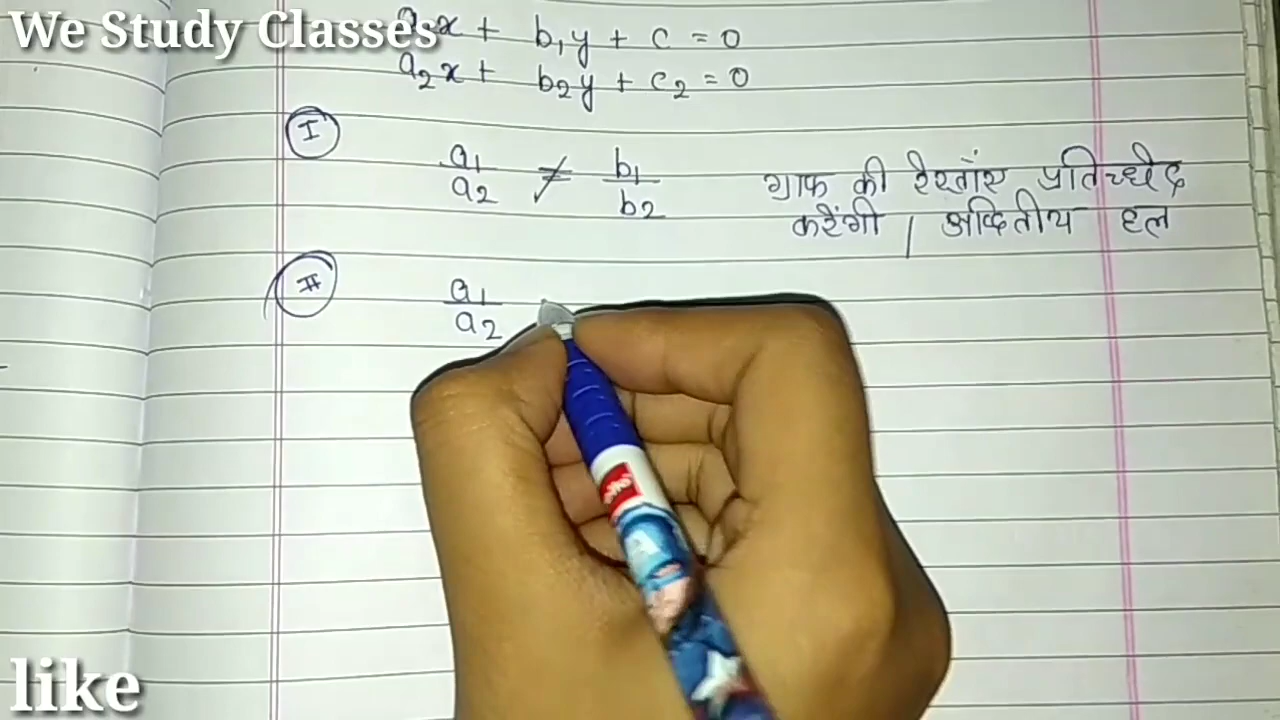 We Study Classes
a₁x + b₁y + c = 0
a₂x + b₂y + c₂ = 0
I
a₁/a₂ ≠ b₁/b₂ ग्राफ की रेखाएं प्रतिच्छेद
करेंगी / अद्वितीय हल
II
a₁/a₂
like